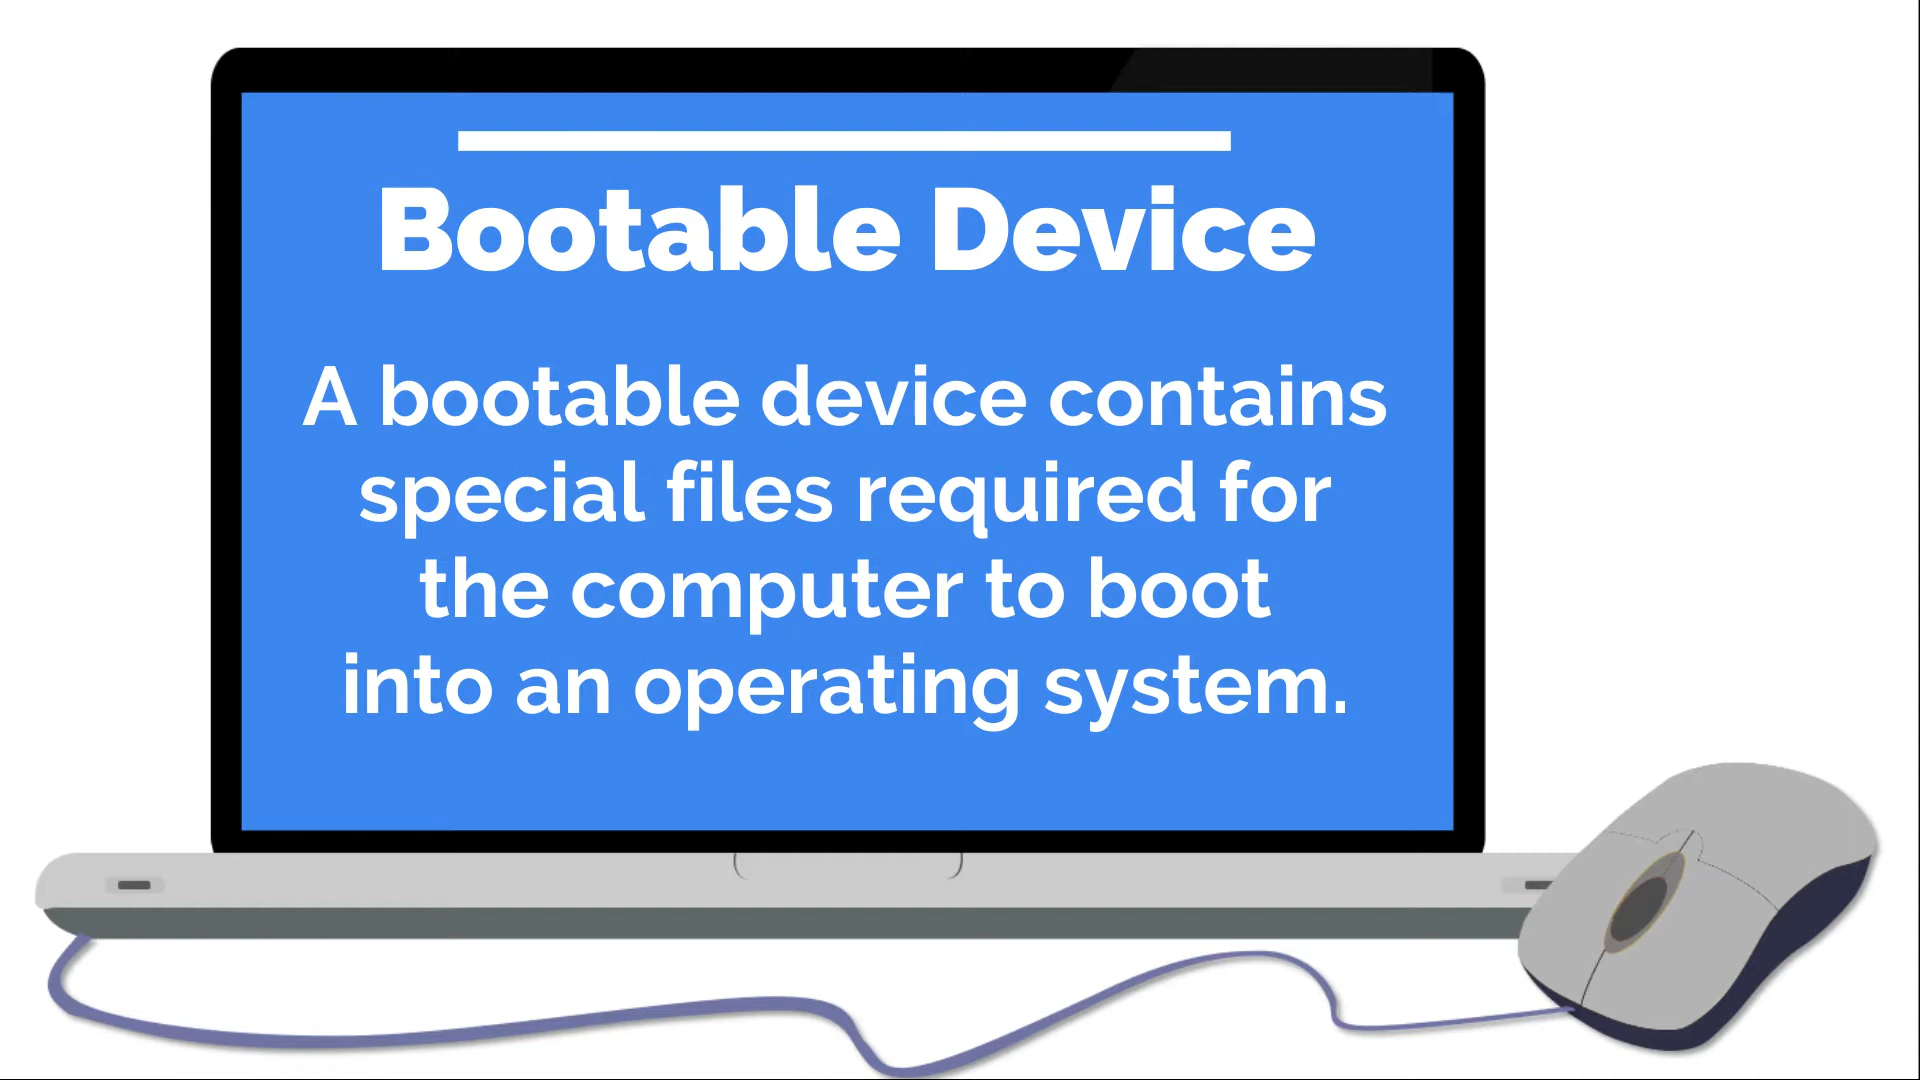 Bootable Device
A bootable device contains
special files required for
the computer to boot
into an operating system.